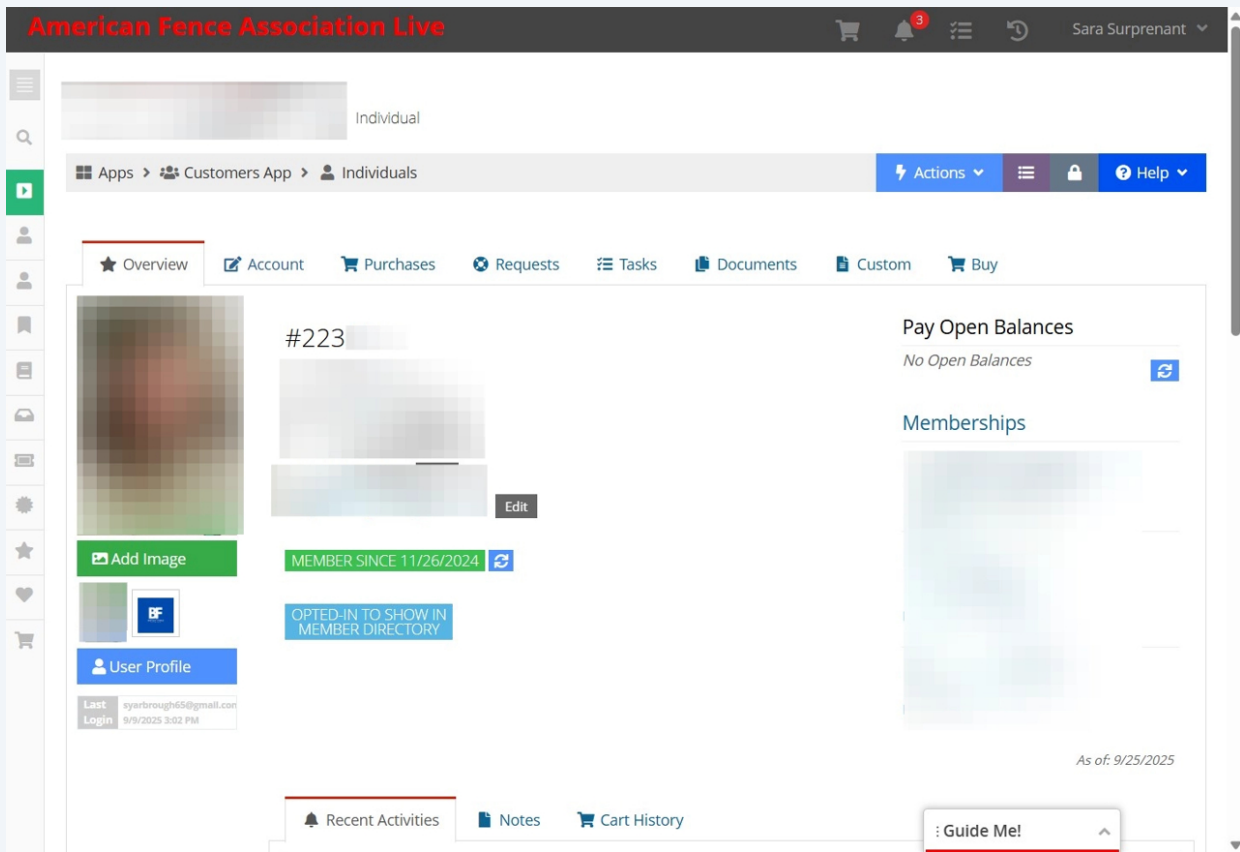 American Fence Association Live
3
Sara Surprenant
Individual
Apps > Customers App > Individuals
Actions
Help
Overview
Account
Purchases
Requests
Tasks
Documents
Custom
Buy
#223
Edit
MEMBER SINCE 11/26/2024
OPTED-IN TO SHOW IN
MEMBER DIRECTORY
Add Image
BF
User Profile
Last syarbrough65@gmail.con
Login 9/9/2025 3:02 PM
Pay Open Balances
No Open Balances
Memberships
As of: 9/25/2025
Recent Activities
Notes
Cart History
Guide Me!